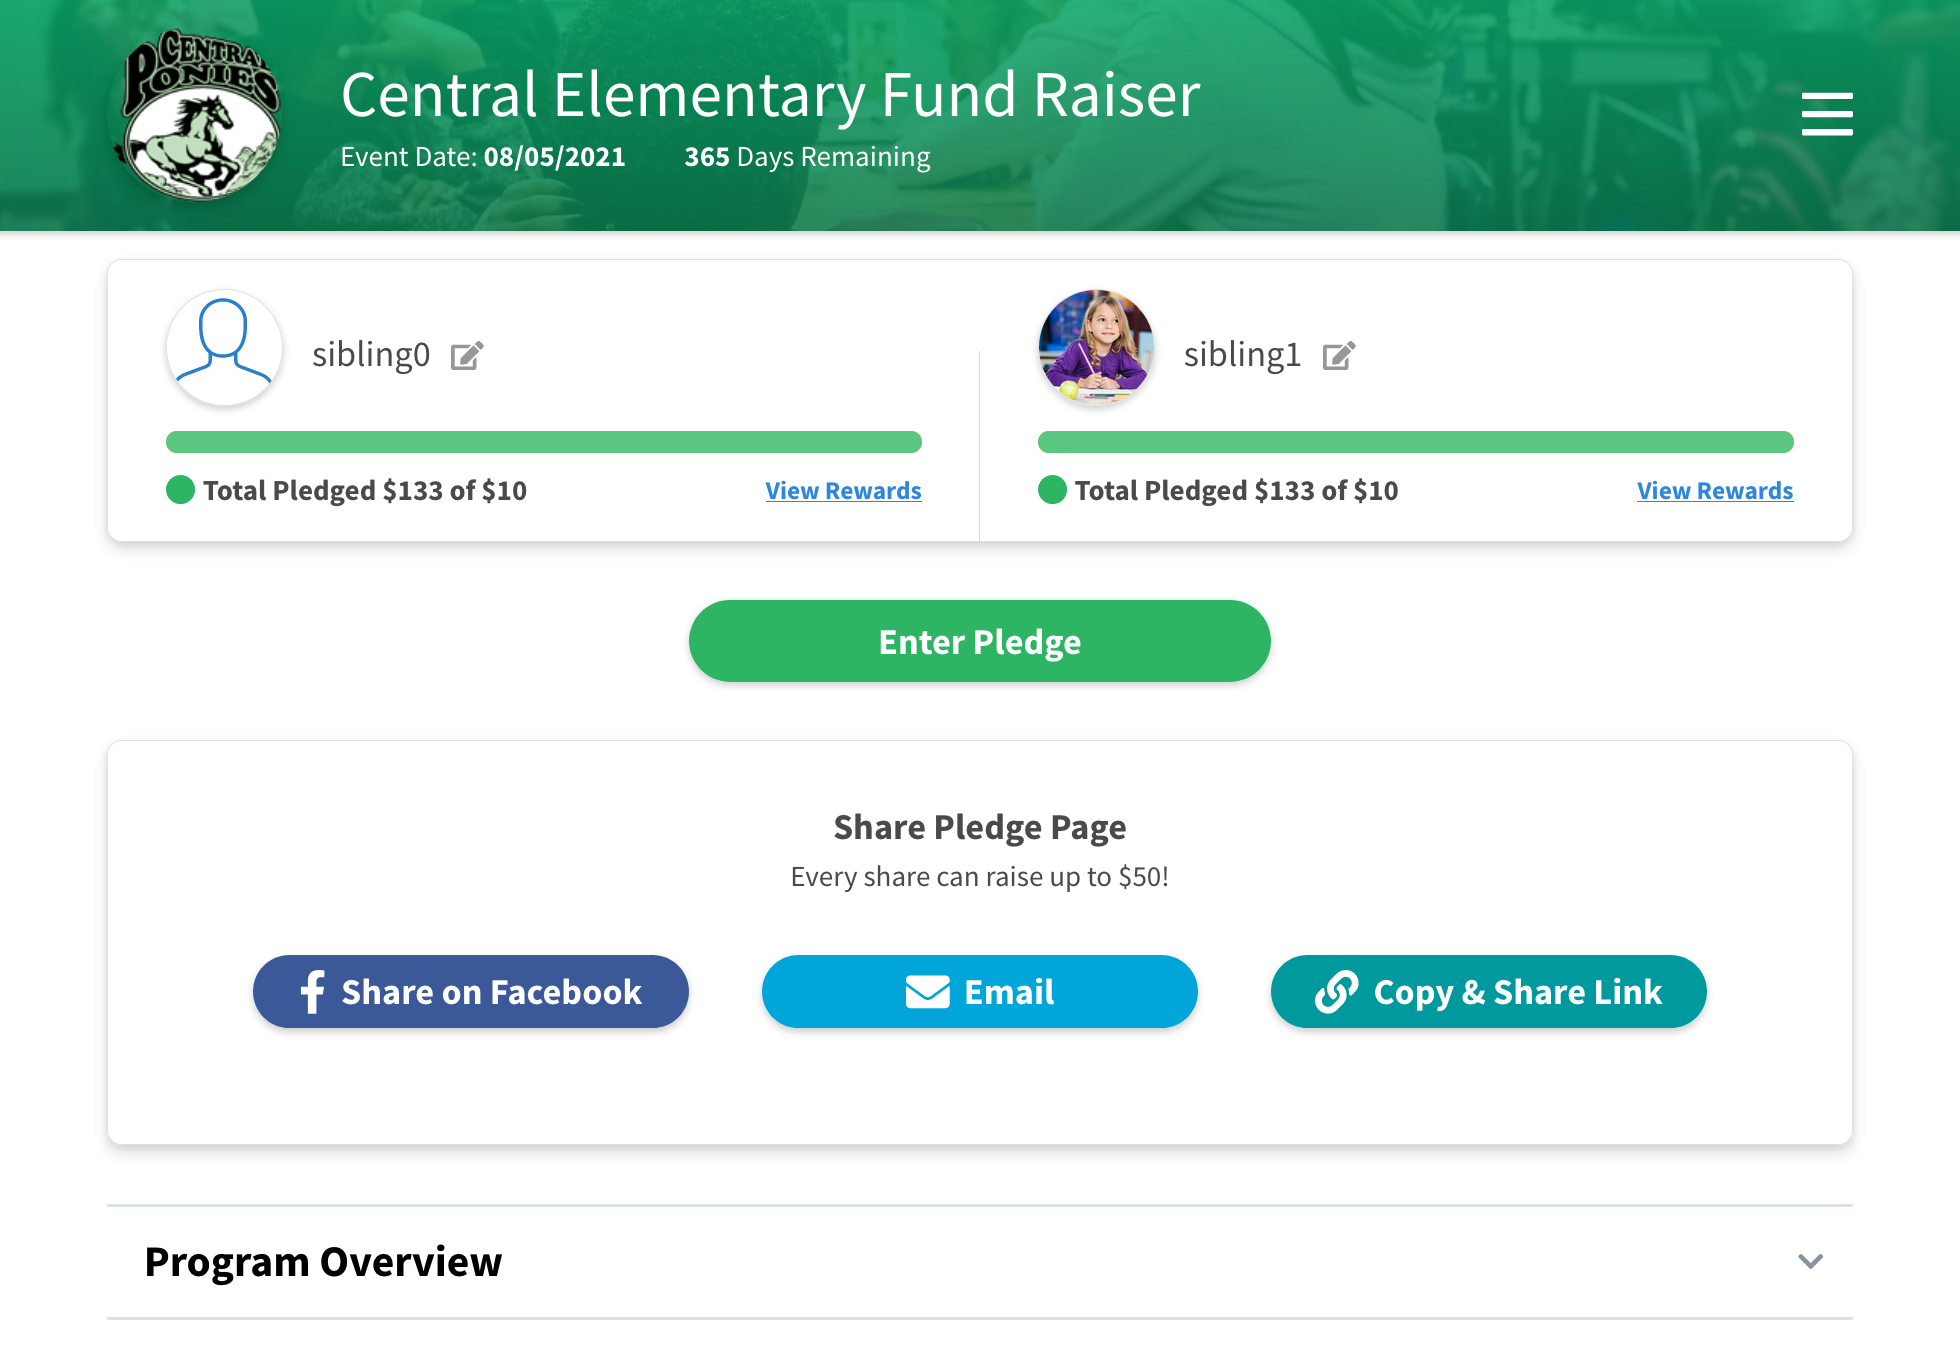 CENTRAL
PONIES
Central Elementary Fund Raiser
Event Date: 08/05/2021 365 Days Remaining
sibling0
sibling1
Total Pledged $133 of $10 View Rewards
Total Pledged $133 of $10 View Rewards
Enter Pledge
Share Pledge Page
Every share can raise up to $50!
Share on Facebook
Email
Copy & Share Link
Program Overview